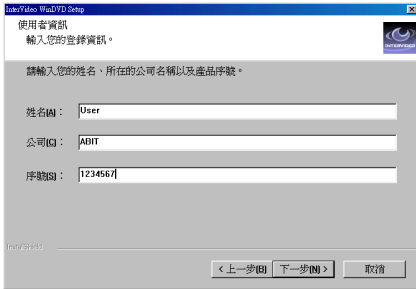 InterVideo WinDVD Setup
使用者資訊
輸入您的登錄資訊。
INTERVIDEO
請輸入您的姓名、所在的公司名稱以及產品序號。
姓名(A)： User
公司(C)： ABIT
序號(S)： 1234567
InstallShield
<上一步(B) 下一步(N)> 取消